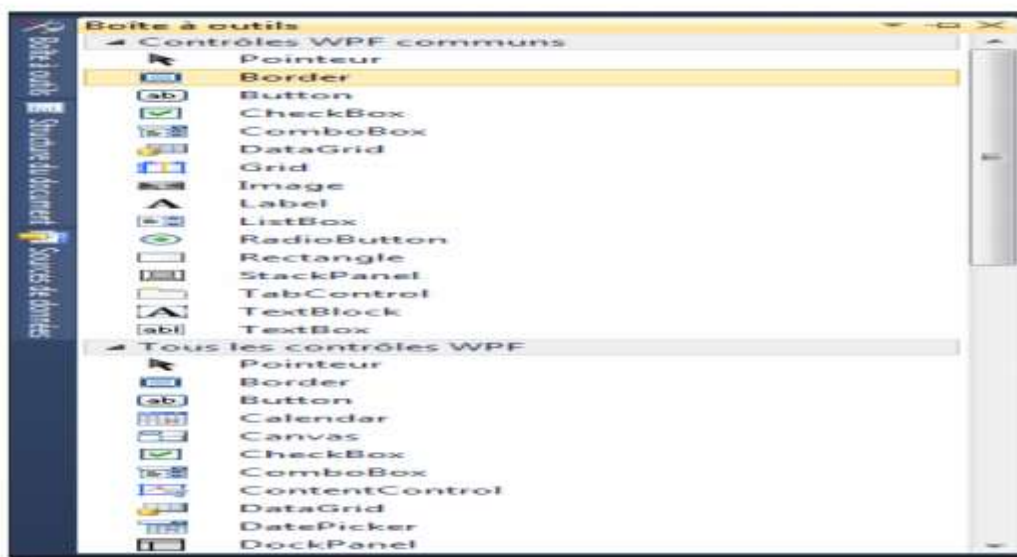 Boîte à outils
Contrôles WPF communs
Pointeur
Border
Button
CheckBox
ComboBox
DataGrid
Grid
Image
Label
ListBox
RadioButton
Rectangle
StackPanel
TabControl
TextBlock
TextBox
Tous les contrôles WPF
Pointeur
Border
Button
Calendar
Canvas
CheckBox
ComboBox
ContentControl
DataGrid
DatePicker
DockPanel
Boîte à outils
Structure du document
Sources de données